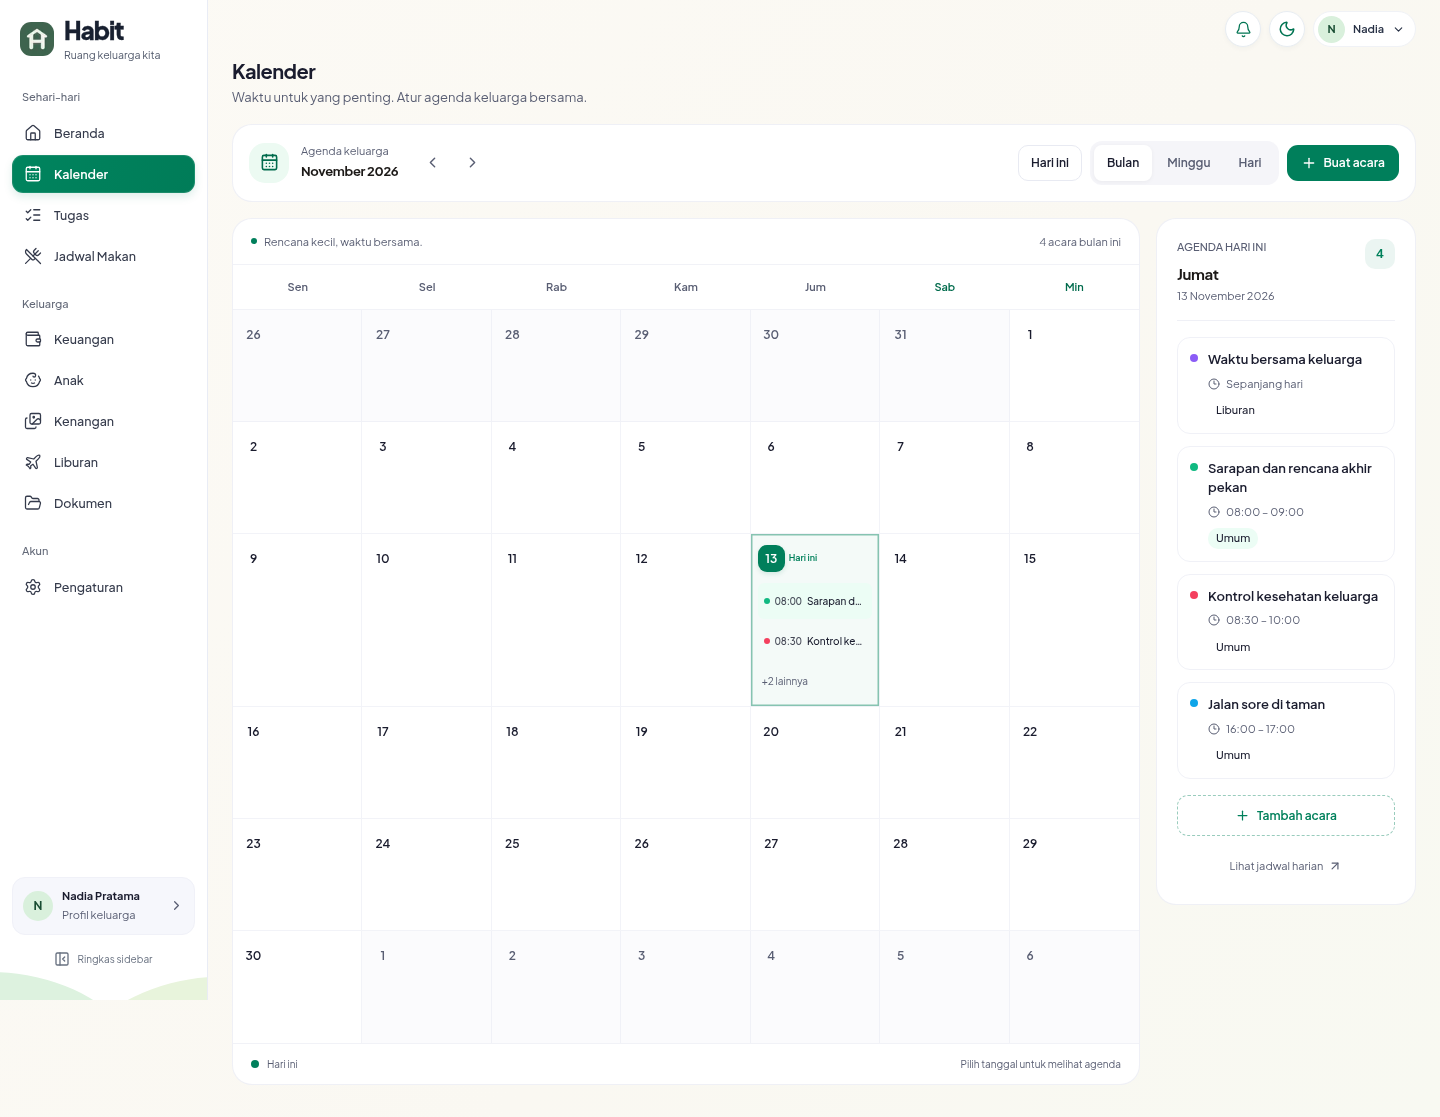 Habit
Ruang keluarga kita
Sehari-hari
Beranda
Kalender
Tugas
Jadwal Makan
Keluarga
Keuangan
Anak
Kenangan
Liburan
Dokumen
Akun
Pengaturan
N
Nadia Pratama
Profil keluarga
Ringkas sidebar
N
Nadia
Kalender
Waktu untuk yang penting. Atur agenda keluarga bersama.
Agenda keluarga
November 2026
Hari ini
Bulan
Minggu
Hari
Buat acara
Rencana kecil, waktu bersama.
4 acara bulan ini
Sen Sel Rab Kam Jum Sab Min
26 27 28 29 30 31 1
2 3 4 5 6 7 8
9 10 11 12 13 Hari ini 14 15
08:00 Sarapan d...
08:30 Kontrol ke...
+2 lainnya
16 17 18 19 20 21 22
23 24 25 26 27 28 29
30 1 2 3 4 5 6
Hari ini
Pilih tanggal untuk melihat agenda
AGENDA HARI INI
4
Jumat
13 November 2026
Waktu bersama keluarga
Sepanjang hari
Liburan
Sarapan dan rencana akhir
pekan
08:00 – 09:00
Umum
Kontrol kesehatan keluarga
08:30 – 10:00
Umum
Jalan sore di taman
16:00 – 17:00
Umum
Tambah acara
Lihat jadwal harian